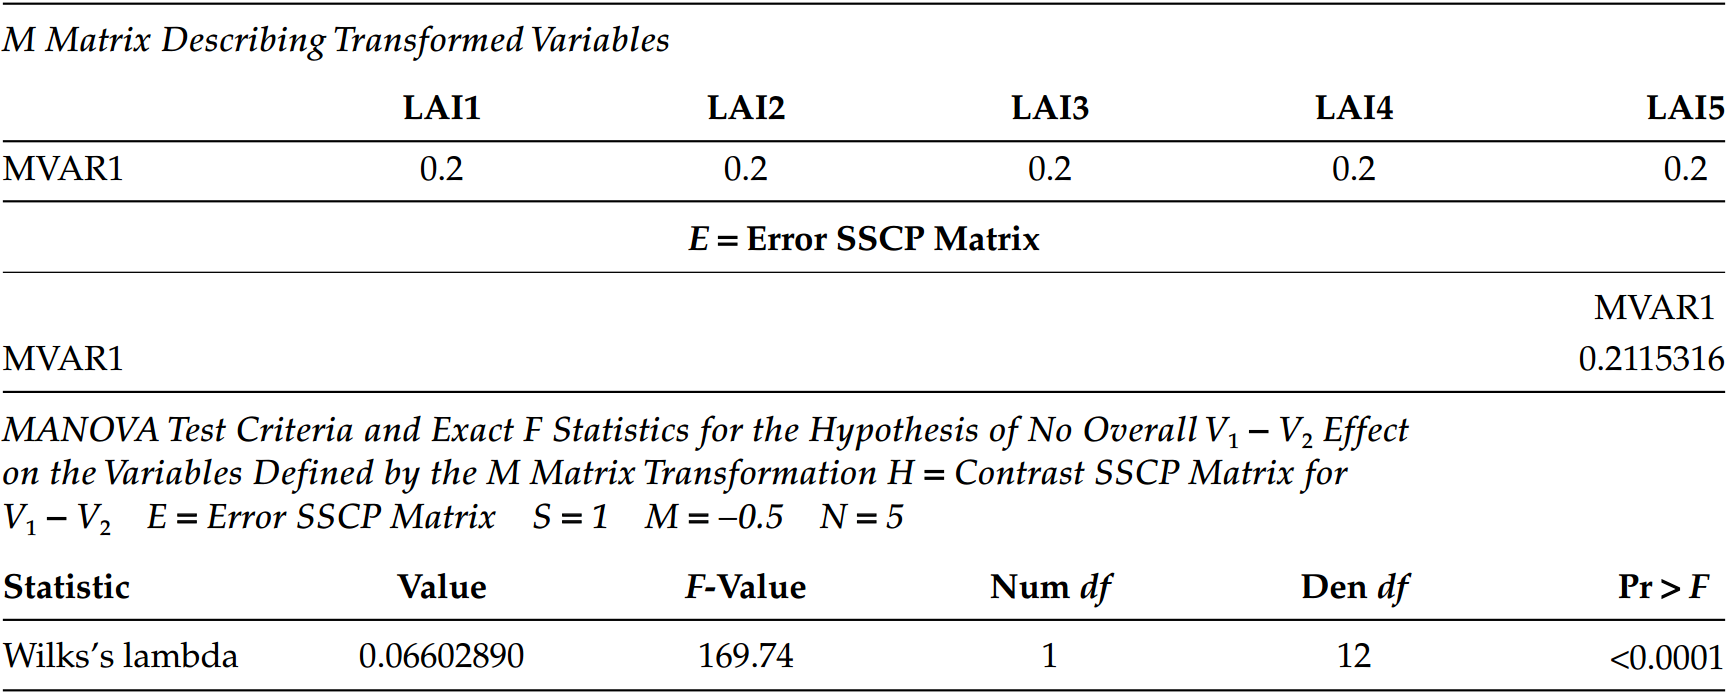 M Matrix Describing Transformed Variables
LAI1 LAI2 LAI3 LAI4 LAI5
MVAR1 0.2 0.2 0.2 0.2 0.2
E = Error SSCP Matrix
MVAR1
MVAR1 0.2115316
MANOVA Test Criteria and Exact F Statistics for the Hypothesis of No Overall V₁ – V₂ Effect
on the Variables Defined by the M Matrix Transformation H = Contrast SSCP Matrix for
V₁ – V₂ E = Error SSCP Matrix S = 1 M = –0.5 N = 5
Statistic Value F-Value Num df Den df Pr > F
Wilks’s lambda 0.06602890 169.74 1 12 <0.0001